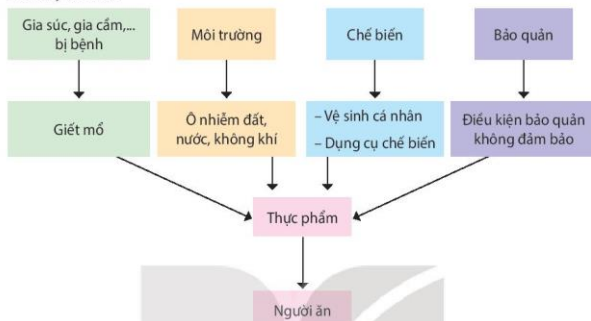 Gia súc, gia cầm,...
bị bệnh
Môi trường
Chế biến
Bảo quản
Giết mổ
Ô nhiễm đất,
nước, không khí
– Vệ sinh cá nhân
– Dụng cụ chế biến
Điều kiện bảo quản
không đảm bảo
Thực phẩm
Người ăn